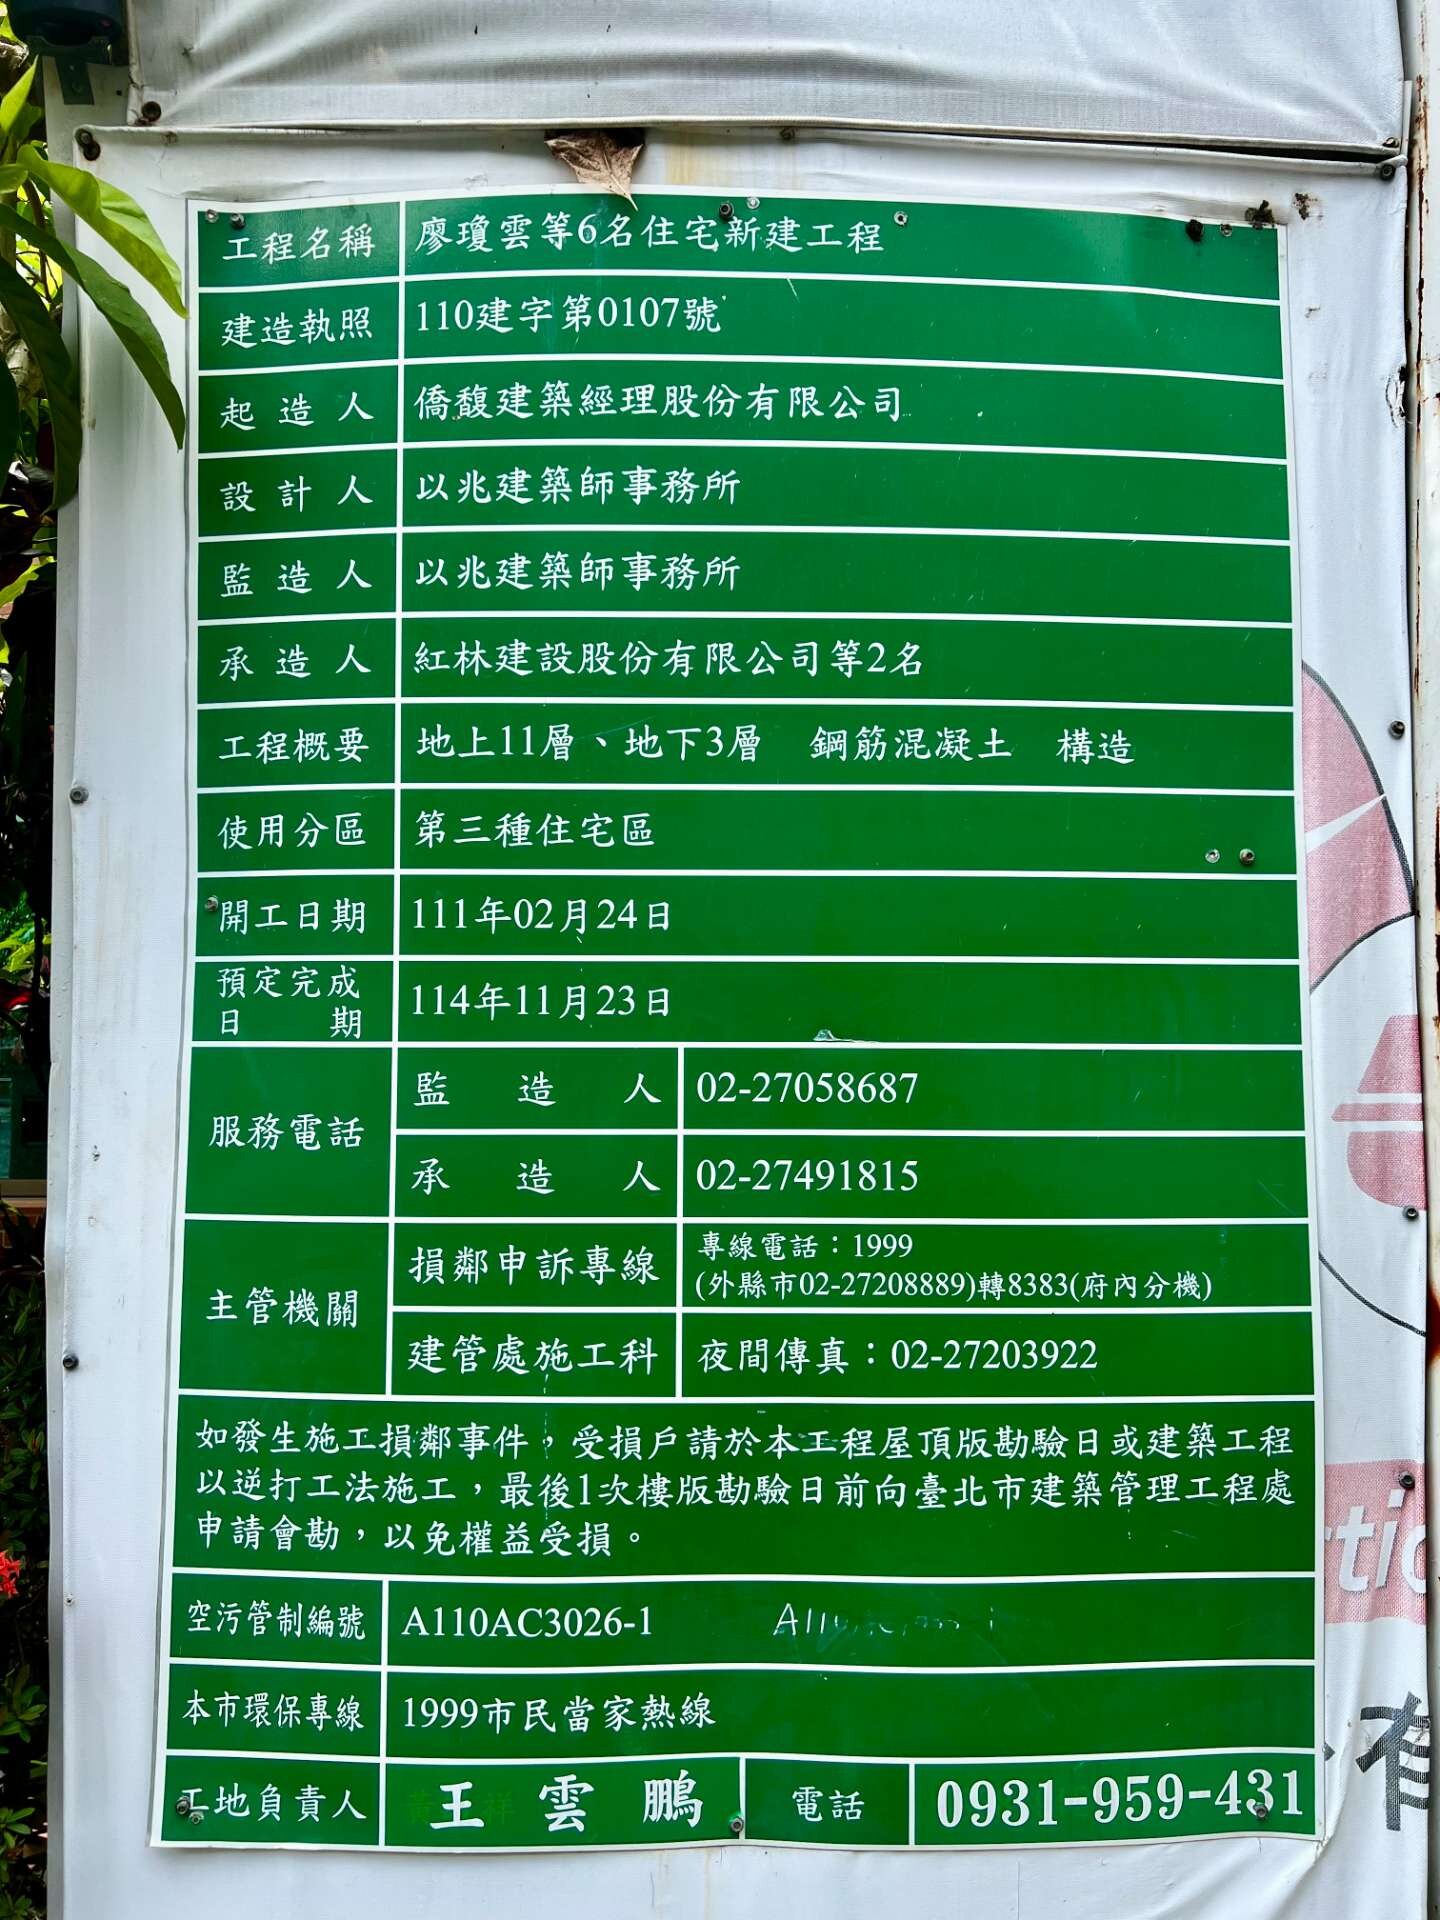 工程名稱 廖瓊雲等6名住宅新建工程
建造執照 110建字第0107號
起造人 僑馥建築經理股份有限公司
設計人 以兆建築師事務所
監造人 以兆建築師事務所
承造人 紅林建設股份有限公司等2名
工程概要 地上11層、地下3層 鋼筋混凝土 構造
使用分區 第三種住宅區
開工日期 111年02月24日
預定完成
日期 114年11月23日
服務電話
監造人 02-27058687
承造人 02-27491815
主管機關
損鄰申訴專線 專線電話：1999
(外縣市02-27208889)轉8383(府內分機)
建管處施工科 夜間傳真：02-27203922
如發生施工損鄰事件，受損戶請於本工程屋頂版勘驗日或建築工程
以逆打工法施工，最後1次樓版勘驗日前向臺北市建築管理工程處
申請會勘，以免權益受損。
空污管制編號 A110AC3026-1
本市環保專線 1999市民當家熱線
工地負責人 王雲鵬 電話 0931-959-431
有